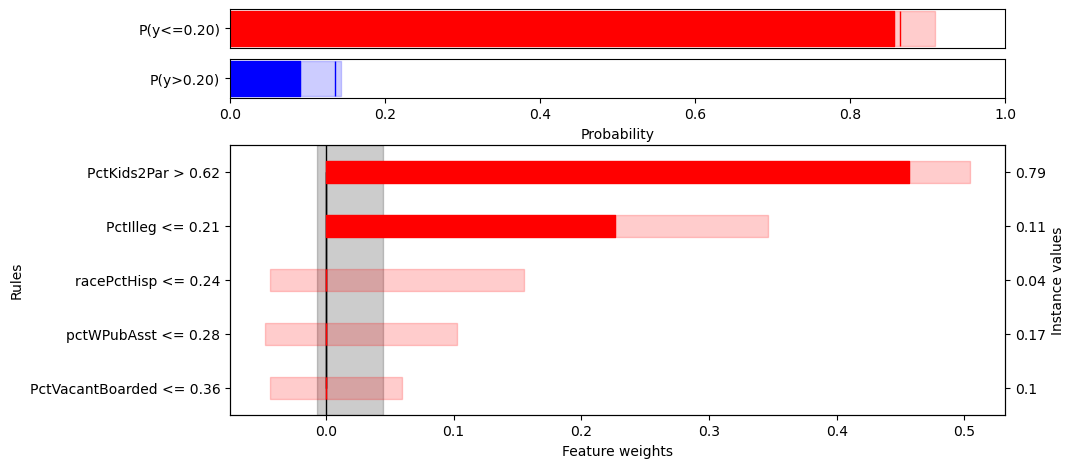 P(y<=0.20)
P(y>0.20)
0.0 0.2 0.4 0.6 0.8 1.0
Probability
PctKids2Par > 0.62 0.79
PctIlleg <= 0.21 0.11
racePctHisp <= 0.24 0.04
pctWPubAsst <= 0.28 0.17
PctVacantBoarded <= 0.36 0.1
Rules
Instance values
0.0 0.1 0.2 0.3 0.4 0.5
Feature weights